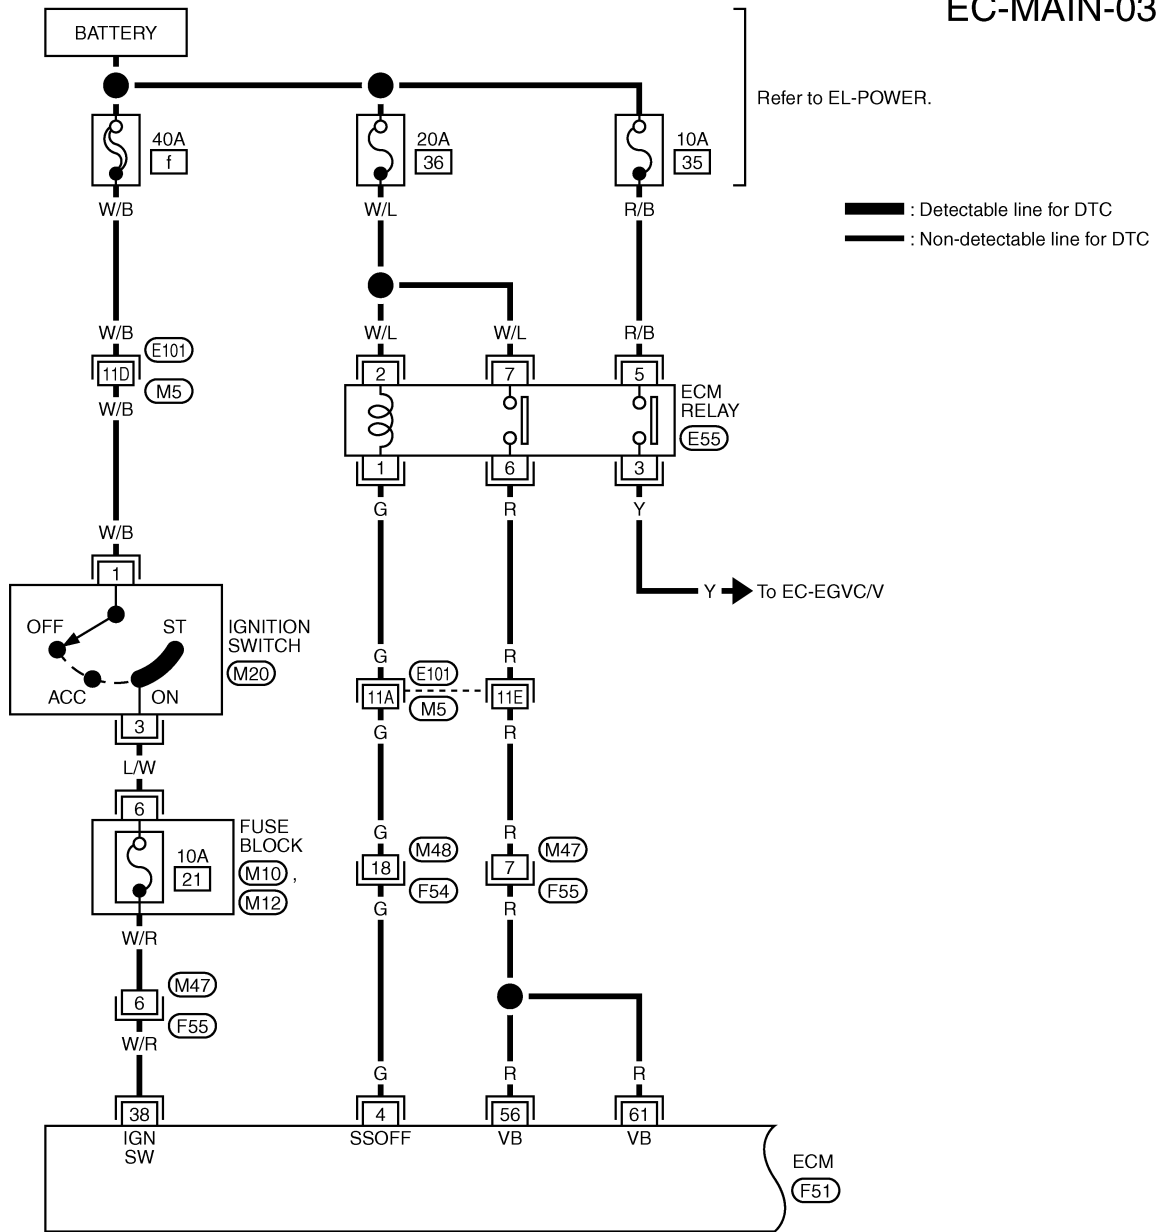 EC-MAIN-03
BATTERY
Refer to EL-POWER.
40A
f
20A
36
10A
35
W/B
W/L
R/B
: Detectable line for DTC
: Non-detectable line for DTC
W/B
E101
W/L
W/L
R/B
11D
M5
2
7
5
ECM
RELAY
E55
W/B
1
6
3
G
R
Y
W/B
1
Y
To EC-EGVC/V
OFF
ST
ACC
ON
IGNITION
SWITCH
M20
G
R
E101
11A
11E
M5
G
R
3
L/W
6
FUSE
BLOCK
M10 ,
M12
10A
21
G
R
M48
18
F54
M47
7
F55
G
R
W/R
M47
6
F55
W/R
G
R
R
38
4
56
61
IGN
SW
SSOFF
VB
VB
ECM
F51